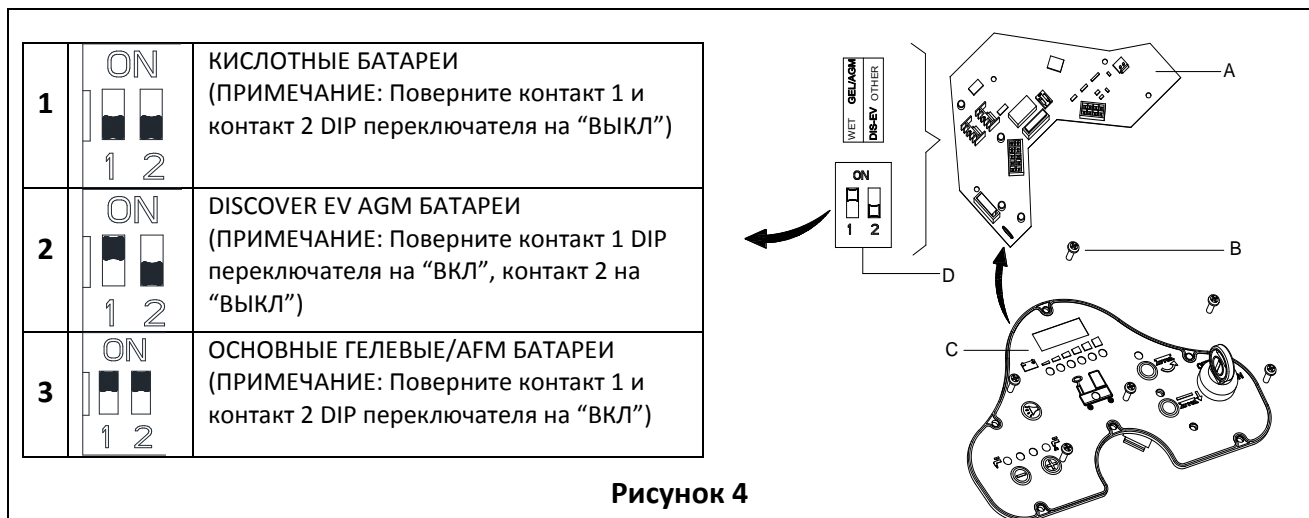 1
ON
1 2
КИСЛОТНЫЕ БАТАРЕИ
(ПРИМЕЧАНИЕ: Поверните контакт 1 и
контакт 2 DIP переключателя на “ВЫКЛ”)
2
ON
1 2
DISCOVER EV AGM БАТАРЕИ
(ПРИМЕЧАНИЕ: Поверните контакт 1 DIP
переключателя на “ВКЛ”, контакт 2 на
“ВЫКЛ”)
3
ON
1 2
ОСНОВНЫЕ ГЕЛЕВЫЕ/AFM БАТАРЕИ
(ПРИМЕЧАНИЕ: Поверните контакт 1 и
контакт 2 DIP переключателя на “ВКЛ”)
WET GEL/AGM
DIS-EV OTHER
ON
1 2
D
A
B
C
Рисунок 4